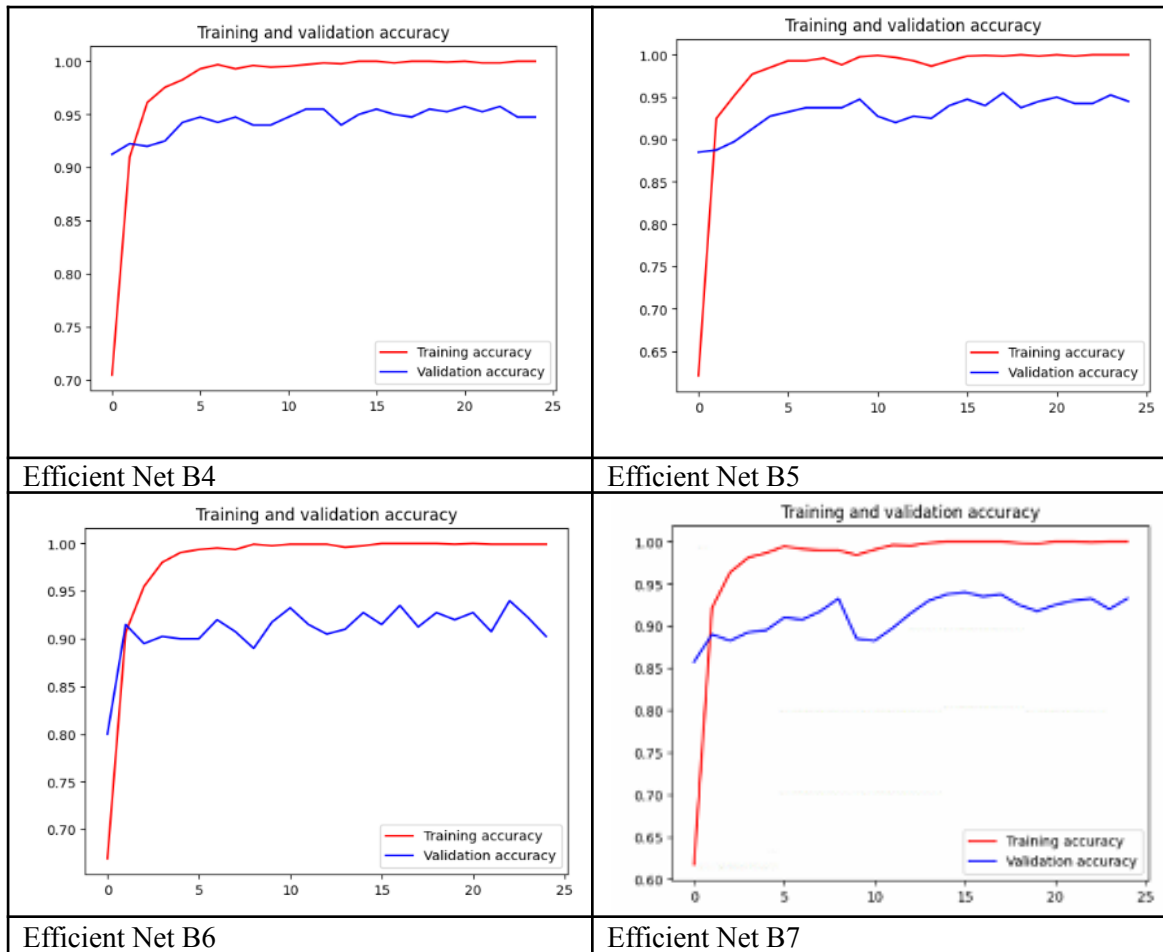 Training and validation accuracy
1.00
0.95
0.90
0.85
0.80
0.75
0.70
0 5 10 15 20 25
Training accuracy
Validation accuracy
Efficient Net B4
Training and validation accuracy
1.00
0.95
0.90
0.85
0.80
0.75
0.70
0.65
0 5 10 15 20 25
Training accuracy
Validation accuracy
Efficient Net B5
Training and validation accuracy
1.00
0.95
0.90
0.85
0.80
0.75
0.70
0 5 10 15 20 25
Training accuracy
Validation accuracy
Efficient Net B6
Training and validation accuracy
1.00
0.95
0.90
0.85
0.80
0.75
0.70
0.65
0.60
0 5 10 15 20 25
Training accuracy
Validation accuracy
Efficient Net B7